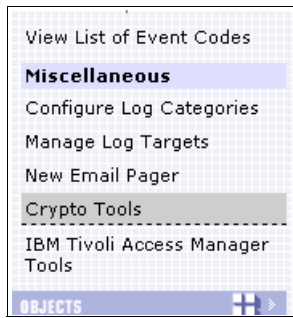 View List of Event Codes
Miscellaneous
Configure Log Categories
Manage Log Targets
New Email Pager
Crypto Tools
IBM Tivoli Access Manager
Tools
OBJECTS